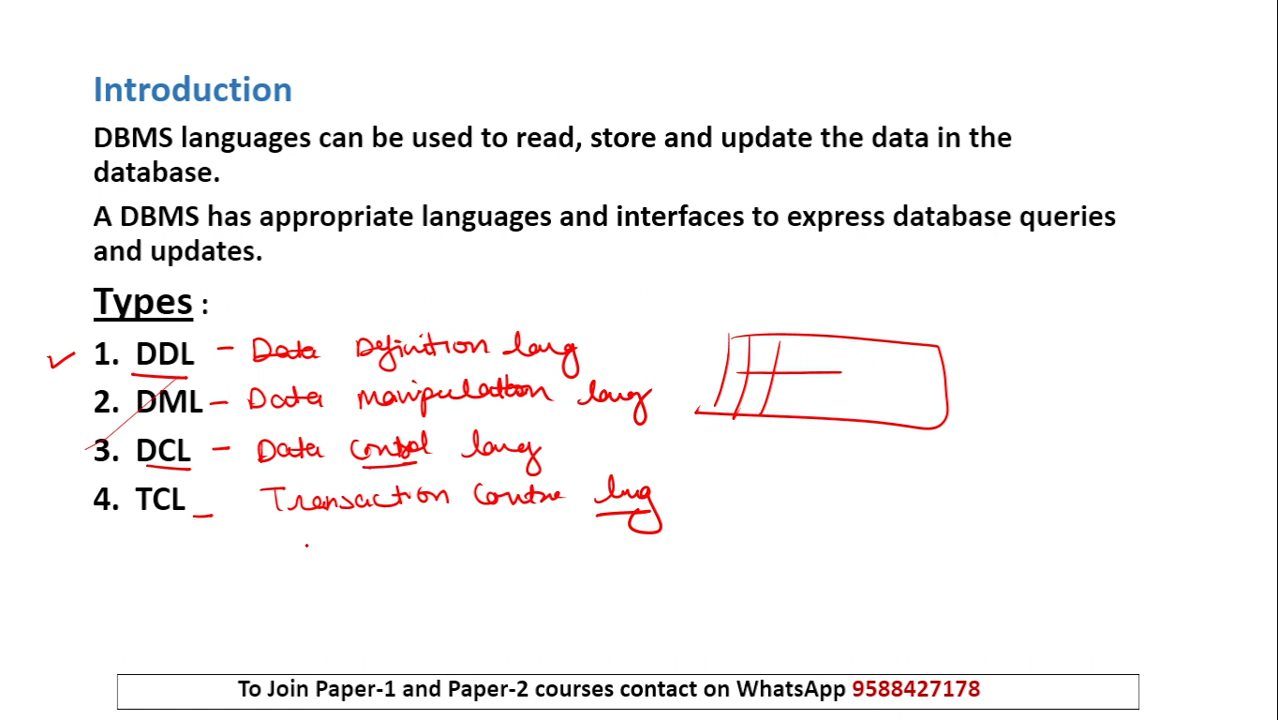 Introduction
DBMS languages can be used to read, store and update the data in the
database.
A DBMS has appropriate languages and interfaces to express database queries
and updates.
Types :
1. DDL - Data Definition lang
2. DML - Data manipulation lang
3. DCL - Data control lang
4. TCL - Transaction lang
To Join Paper-1 and Paper-2 courses contact on WhatsApp 9588427178